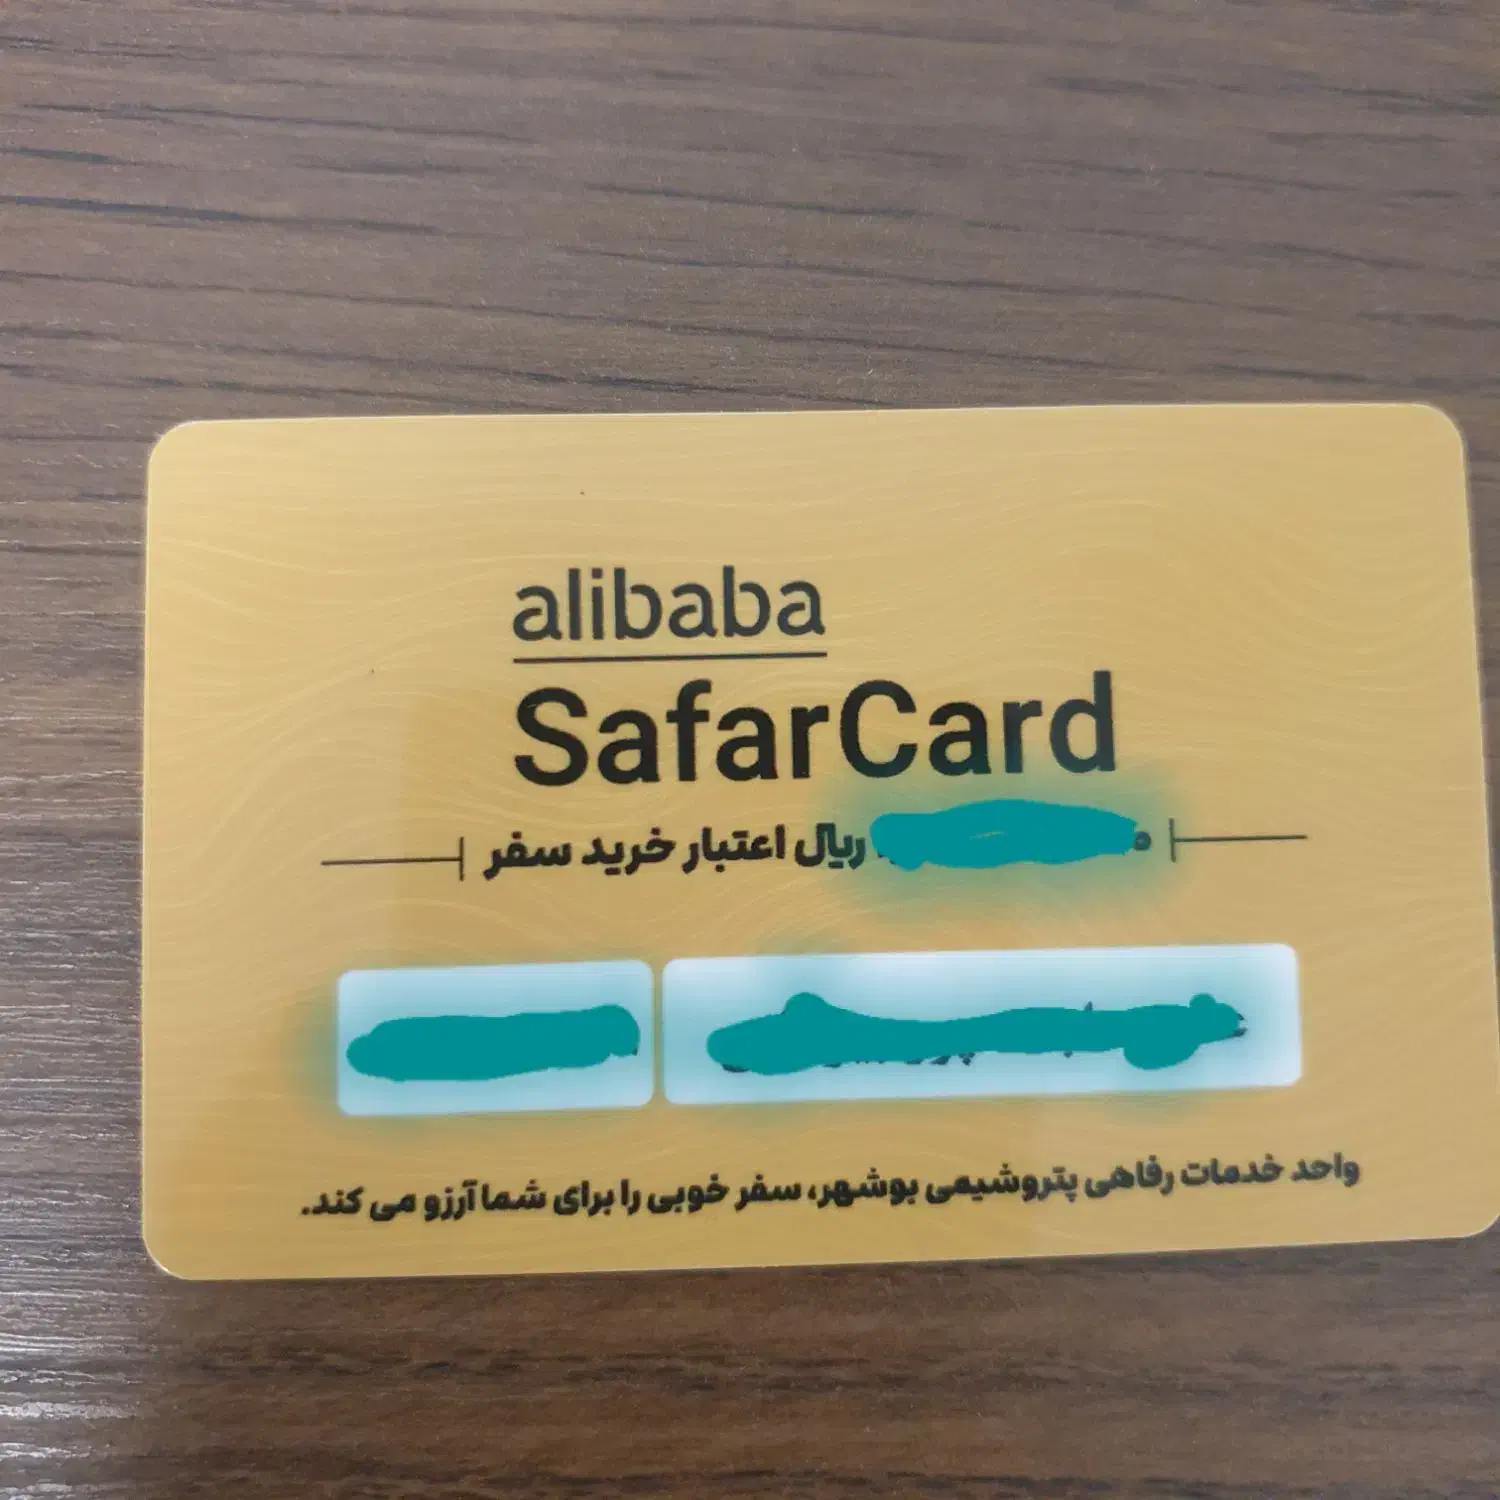 alibaba
SafarCard
ریال اعتبار خرید سفر
واحد خدمات رفاهی پتروشیمی بوشهر، سفر خوبی را برای شما آرزو می کند.